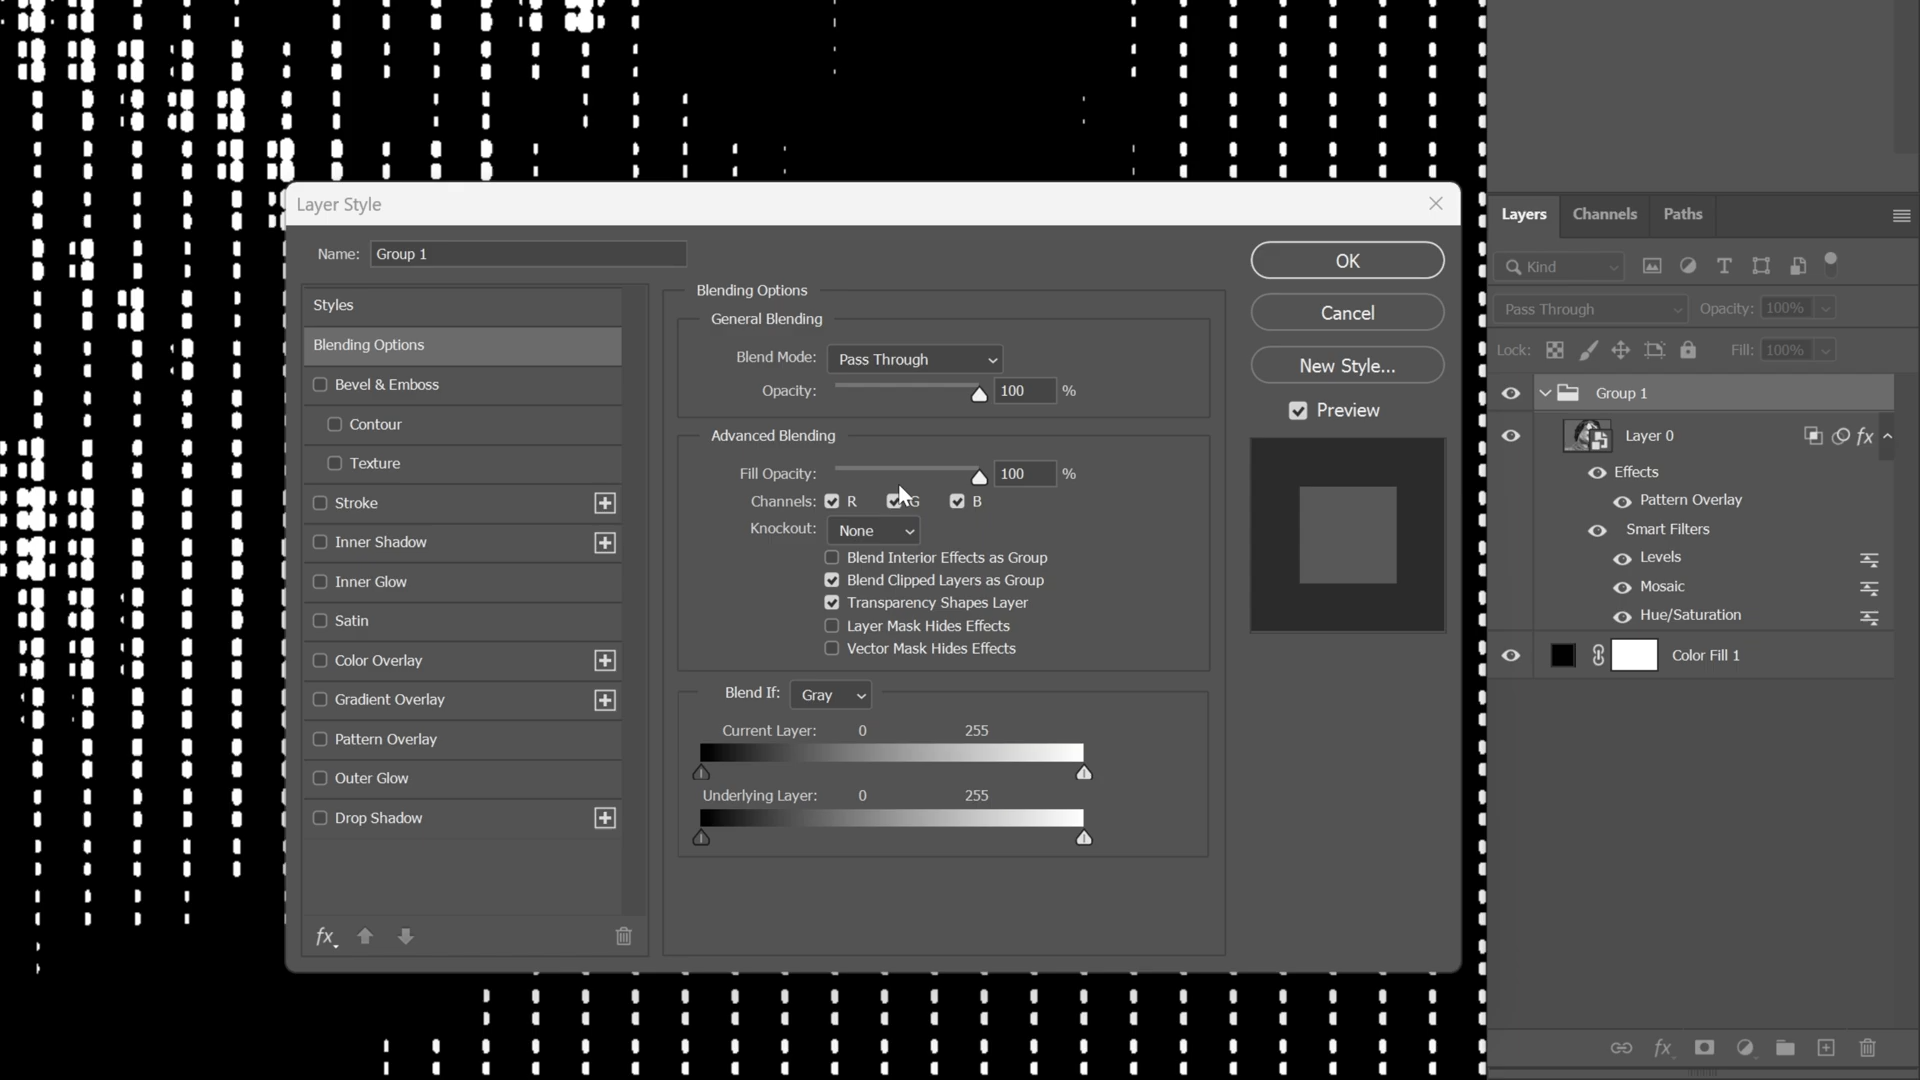 Layer Style
Name: Group 1
Styles
Blending Options
Bevel & Emboss
Contour
Texture
Stroke
Inner Shadow
Inner Glow
Satin
Color Overlay
Gradient Overlay
Pattern Overlay
Outer Glow
Drop Shadow
fx
Blending Options
General Blending
Blend Mode: Pass Through
Opacity: 100 %
Advanced Blending
Fill Opacity: 100 %
Channels: R G B
Knockout: None
Blend Interior Effects as Group
Blend Clipped Layers as Group
Transparency Shapes Layer
Layer Mask Hides Effects
Vector Mask Hides Effects
Blend If: Gray
Current Layer: 0 255
Underlying Layer: 0 255
OK
Cancel
New Style...
Preview
Layers Channels Paths
Kind
Pass Through Opacity: 100%
Lock: Fill: 100%
Group 1
Layer 0 fx
Effects
Pattern Overlay
Smart Filters
Levels
Mosaic
Hue/Saturation
Color Fill 1
fx